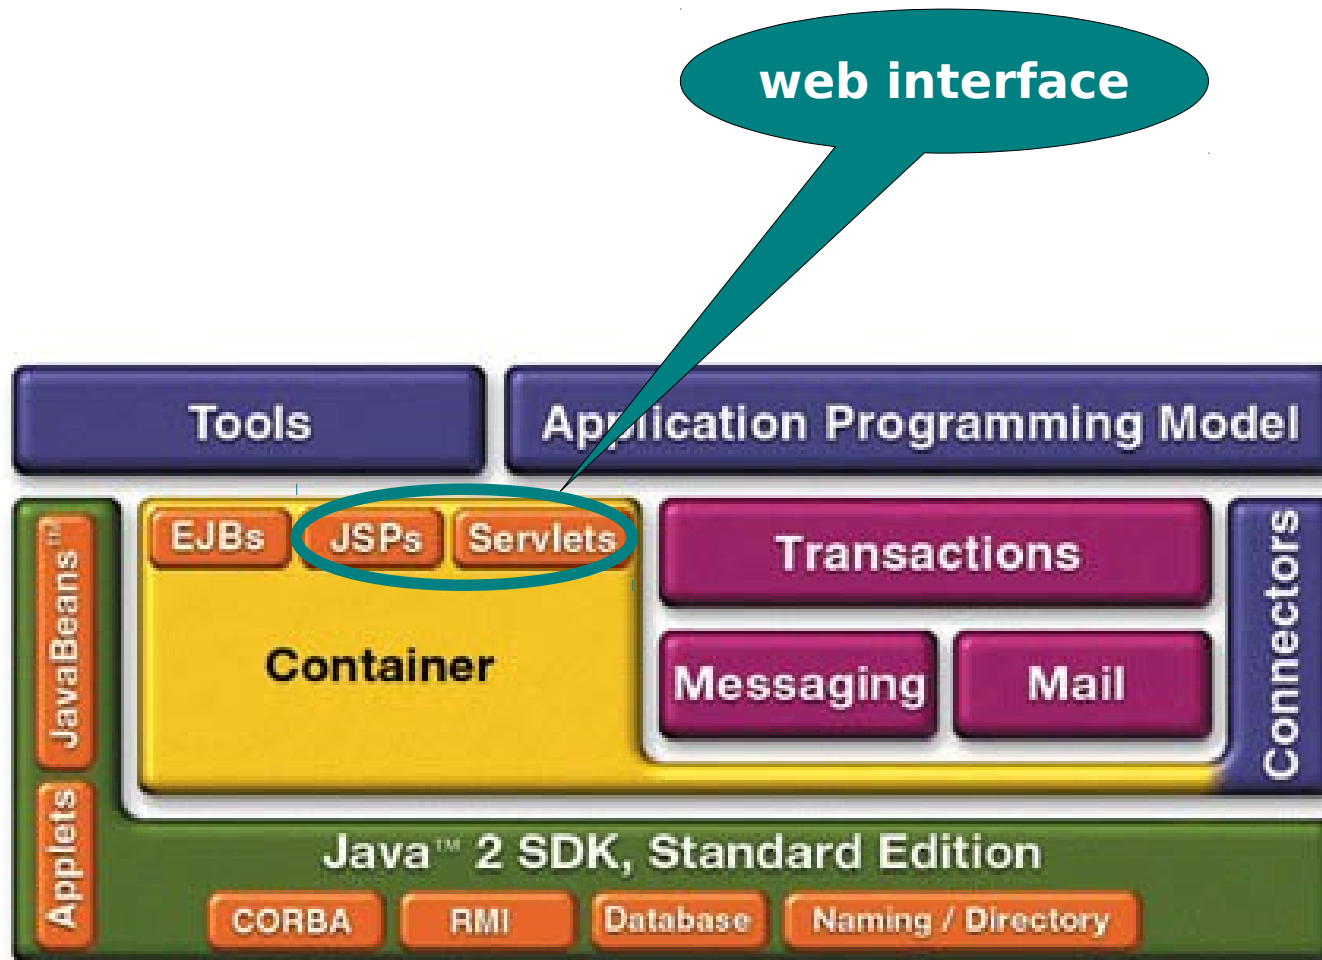 web interface
Tools
Application Programming Model
JavaBeans™
EJBs
JSPs
Servlets
Transactions
Connectors
Container
Messaging
Mail
Applets
Java™ 2 SDK, Standard Edition
CORBA
RMI
Database
Naming / Directory